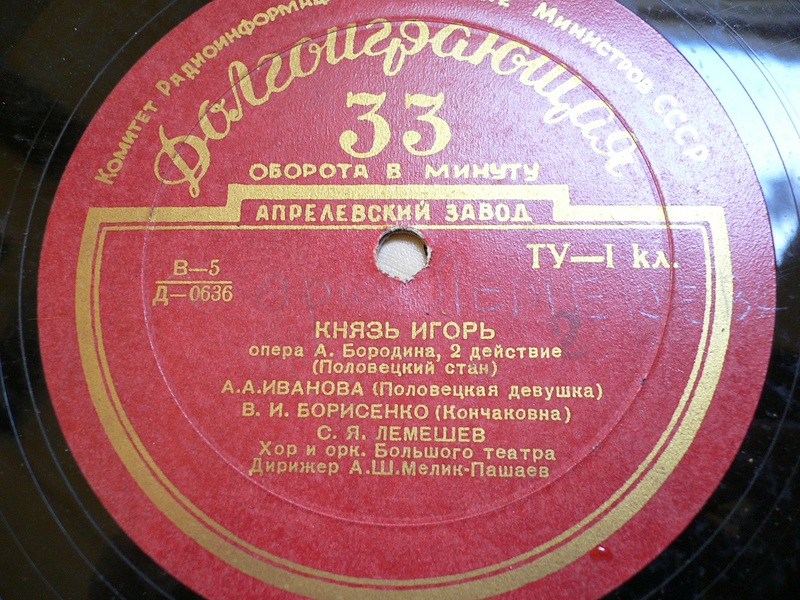 Комитет Радиоинформац
Министров СССР
Долгоиграющая
33
ОБОРОТА В МИНУТУ
АПРЕЛЕВСКИЙ ЗАВОД
ТУ—I кл.
В—5
Д—0636
КНЯЗЬ ИГОРЬ
опера А. Бородина, 2 действие
(Половецкий стан)
А.А.ИВАНОВА (Половецкая девушка)
В. И. БОРИСЕНКО (Кончаковна)
С. Я. ЛЕМЕШЕВ
Хор и орк. Большого театра
Дирижер А.Ш.Мелик-Пашаев